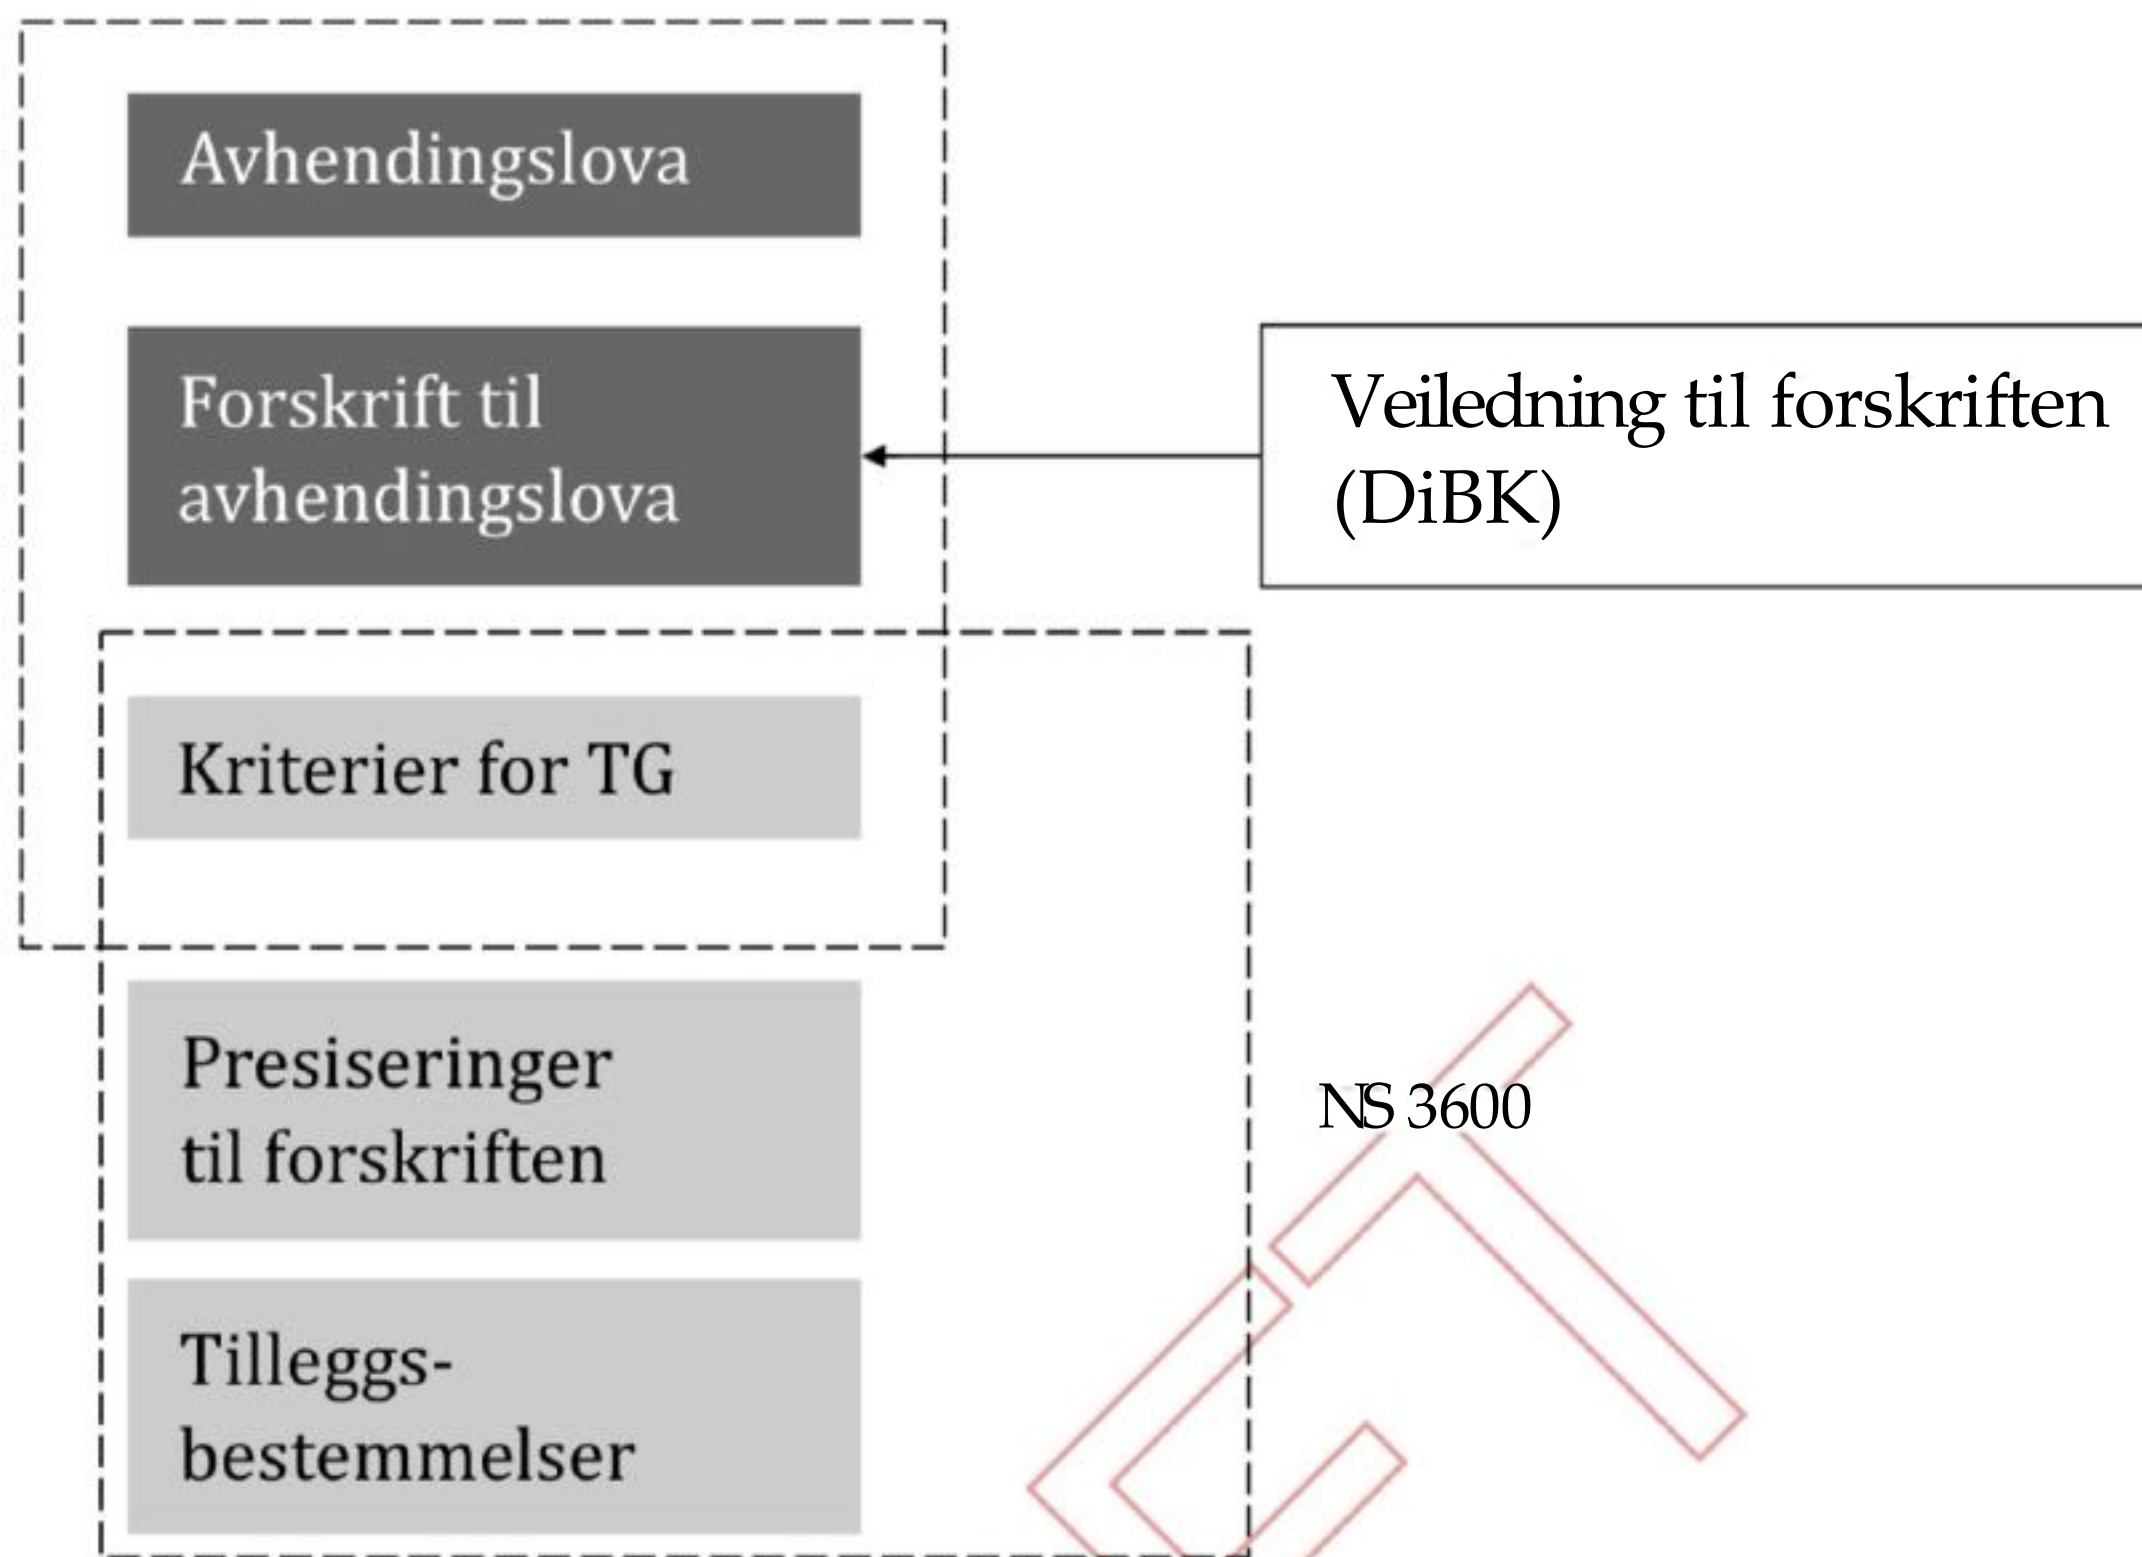 Avhendingslova
Forskrift til
avhendingslova
Veiledning til forskriften
(DiBK)
Kriterier for TG
Presiseringer
til forskriften
NS 3600
Tilleggs-
bestemmelser